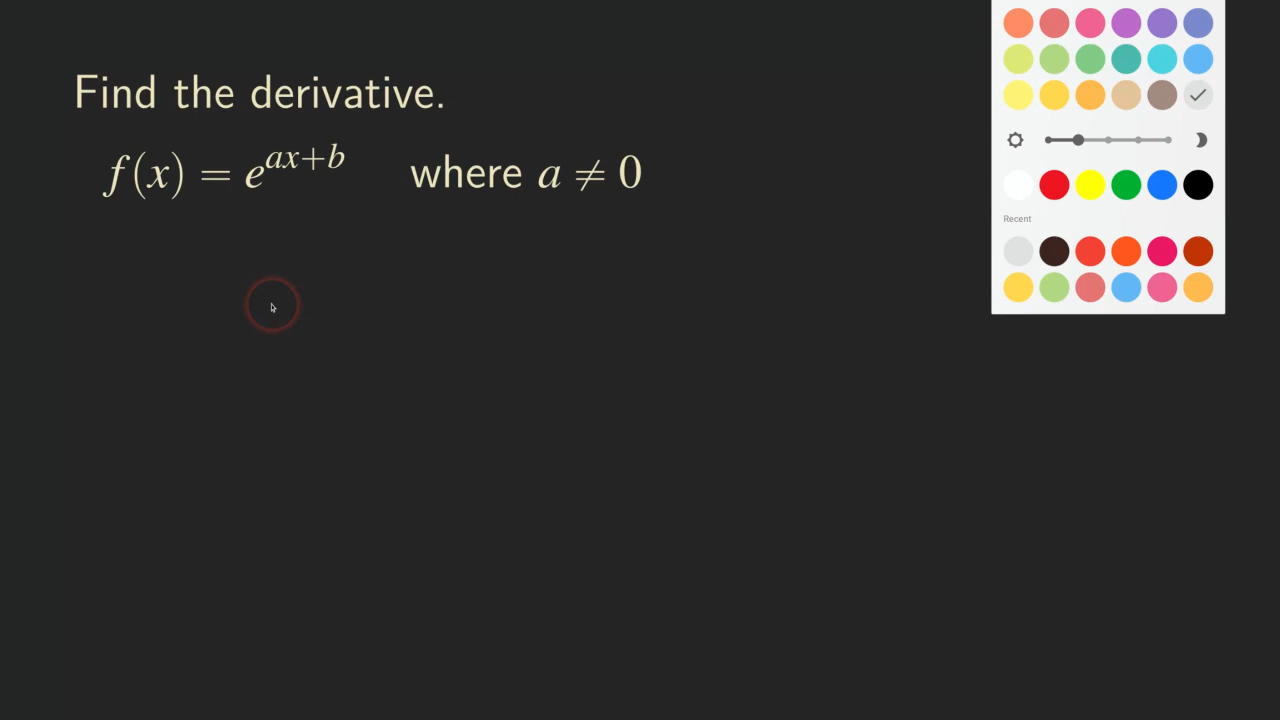 Find the derivative.
f(x) = e^{ax+b} where a ≠ 0
Recent